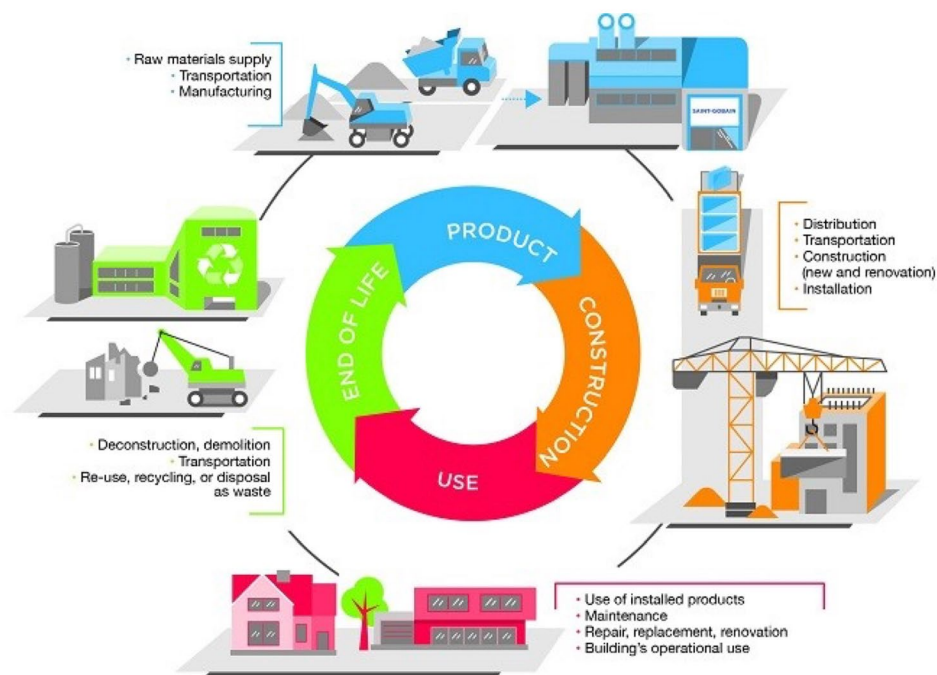 • Raw materials supply
• Transportation
• Manufacturing
SAINT-GOBAIN
PRODUCT
CONSTRUCTION
USE
END OF LIFE
• Distribution
• Transportation
• Construction
(new and renovation)
• Installation
• Deconstruction, demolition
• Transportation
• Re-use, recycling, or disposal
as waste
• Use of installed products
• Maintenance
• Repair, replacement, renovation
• Building's operational use